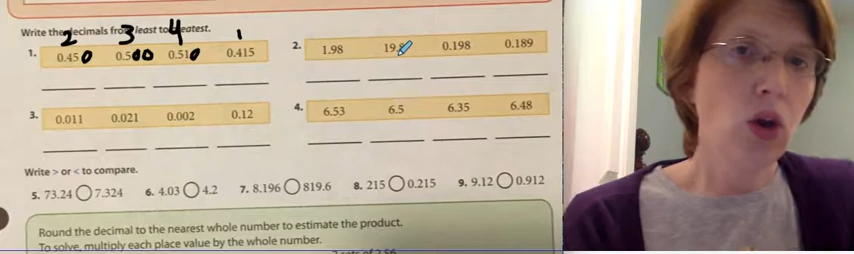 Write the decimals from least to greatest.
2 3 4 1
1. 0.450 0.500 0.510 0.415
2. 1.98 0.198 0.189
3. 0.011 0.021 0.002 0.12
4. 6.53 6.5 6.35 6.48
Write > or < to compare.
5. 73.24 7.324 6. 4.03 4.2 7. 8.196 819.6 8. 215 0.215 9. 9.12 0.912
Round the decimal to the nearest whole number to estimate the product.
To solve, multiply each place value by the whole number.